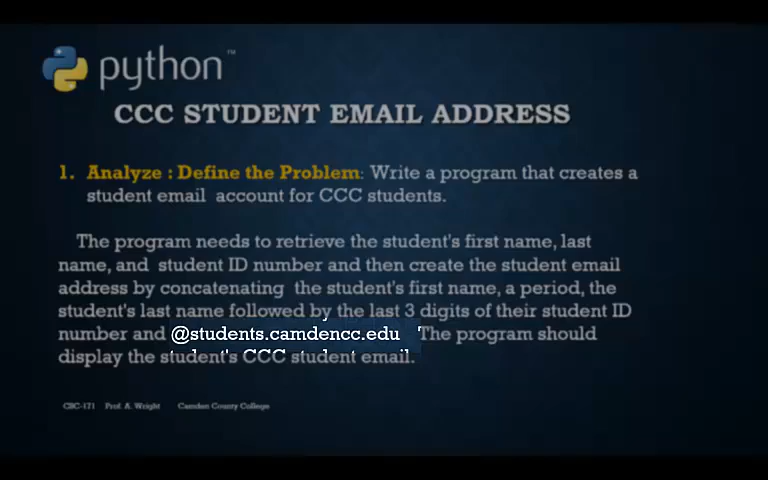 python™
CCC STUDENT EMAIL ADDRESS
1. Analyze : Define the Problem: Write a program that creates a
student email account for CCC students.
The program needs to retrieve the student's first name, last
name, and student ID number and then create the student email
address by concatenating the student's first name, a period, the
student's last name followed by the last 3 digits of their student ID
number and @students.camdencc.edu The program should
display the student's CCC student email.
CSC-171 Prof. A. Wright Camden County College